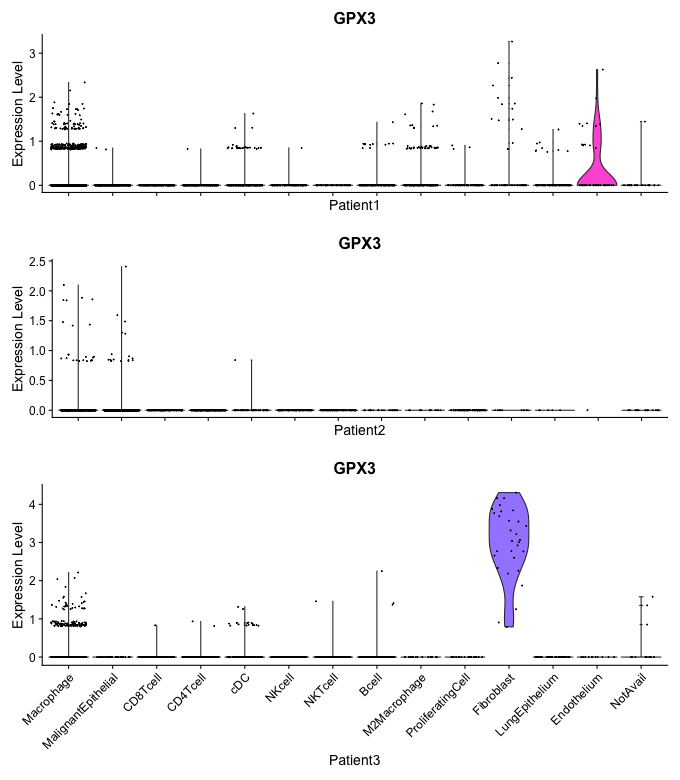 GPX3
Expression Level
3
2
1
0
Patient1
GPX3
Expression Level
2.5
2.0
1.5
1.0
0.5
0.0
Patient2
GPX3
Expression Level
4
3
2
1
0
Macrophage
MalignantEpithelial
CD8Tcell
CD4Tcell
cDC
NKcell
NKTcell
Bcell
M2Macrophage
ProliferatingCell
Fibroblast
LungEpithelium
Endothelium
NotAvail
Patient3